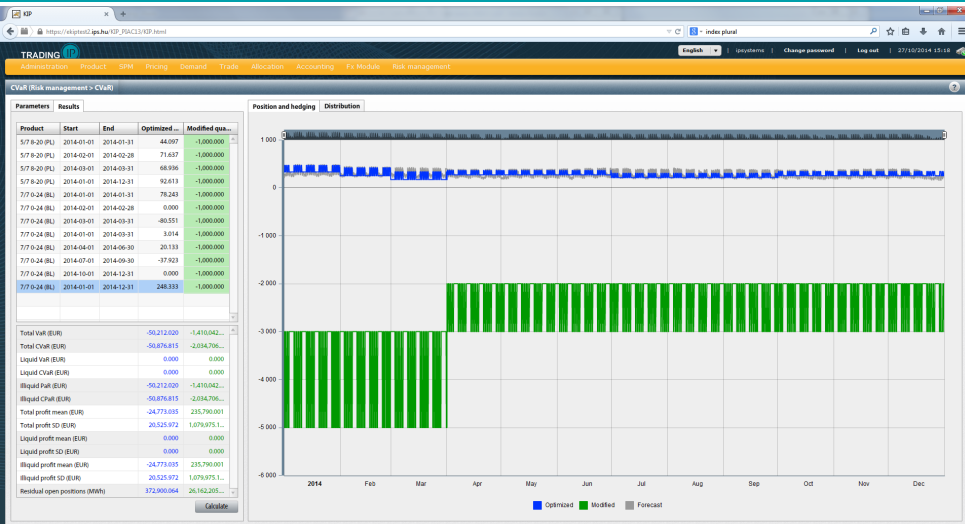 KIP
https://ekiptest2.ips.hu/KIP_PIAC13/KIP.html
index plural
TRADING IP
English | ipsystems | Change password | Log out | 27/10/2014 15:18
Administration Product SPM Pricing Demand Trade Allocation Accounting Fx Module Risk management
CVaR (Risk management > CVaR)
Parameters Results
Position and hedging Distribution
Product Start End Optimized ... Modified qua...
5/7 8-20 (PL) 2014-01-01 2014-01-31 44.097 -1,000.000
5/7 8-20 (PL) 2014-02-01 2014-02-28 71.637 -1,000.000
5/7 8-20 (PL) 2014-03-01 2014-03-31 68.936 -1,000.000
5/7 8-20 (PL) 2014-01-01 2014-12-31 92.613 -1,000.000
7/7 0-24 (BL) 2014-01-01 2014-01-31 78.243 -1,000.000
7/7 0-24 (BL) 2014-02-01 2014-02-28 0.000 -1,000.000
7/7 0-24 (BL) 2014-03-01 2014-03-31 -80.551 -1,000.000
7/7 0-24 (BL) 2014-01-01 2014-03-31 3.014 -1,000.000
7/7 0-24 (BL) 2014-04-01 2014-06-30 20.133 -1,000.000
7/7 0-24 (BL) 2014-07-01 2014-09-30 -37.923 -1,000.000
7/7 0-24 (BL) 2014-10-01 2014-12-31 0.000 -1,000.000
7/7 0-24 (BL) 2014-01-01 2014-12-31 248.333 -1,000.000
Total VaR (EUR) -50,212.020 -1,410,042...
Total CVaR (EUR) -50,876.815 -2,034,706...
Liquid VaR (EUR) 0.000 0.000
Liquid CVaR (EUR) 0.000 0.000
Illiquid PaR (EUR) -50,212.020 -1,410,042...
Illiquid CPaR (EUR) -50,876.815 -2,034,706...
Total profit mean (EUR) -24,773.035 235,790.001
Total profit SD (EUR) 20,525.972 1,079,975.1...
Liquid profit mean (EUR) 0.000 0.000
Liquid profit SD (EUR) 0.000 0.000
Illiquid profit mean (EUR) -24,773.035 235,790.001
Illiquid profit SD (EUR) 20,525.972 1,079,975.1...
Residual open positions (MWh) 372,900.064 26,162,205...
Calculate
1 000
0
-1 000
-2 000
-3 000
-4 000
-5 000
-6 000
2014 Feb Mar Apr May Jun Jul Aug Sep Oct Nov Dec
Optimized Modified Forecast